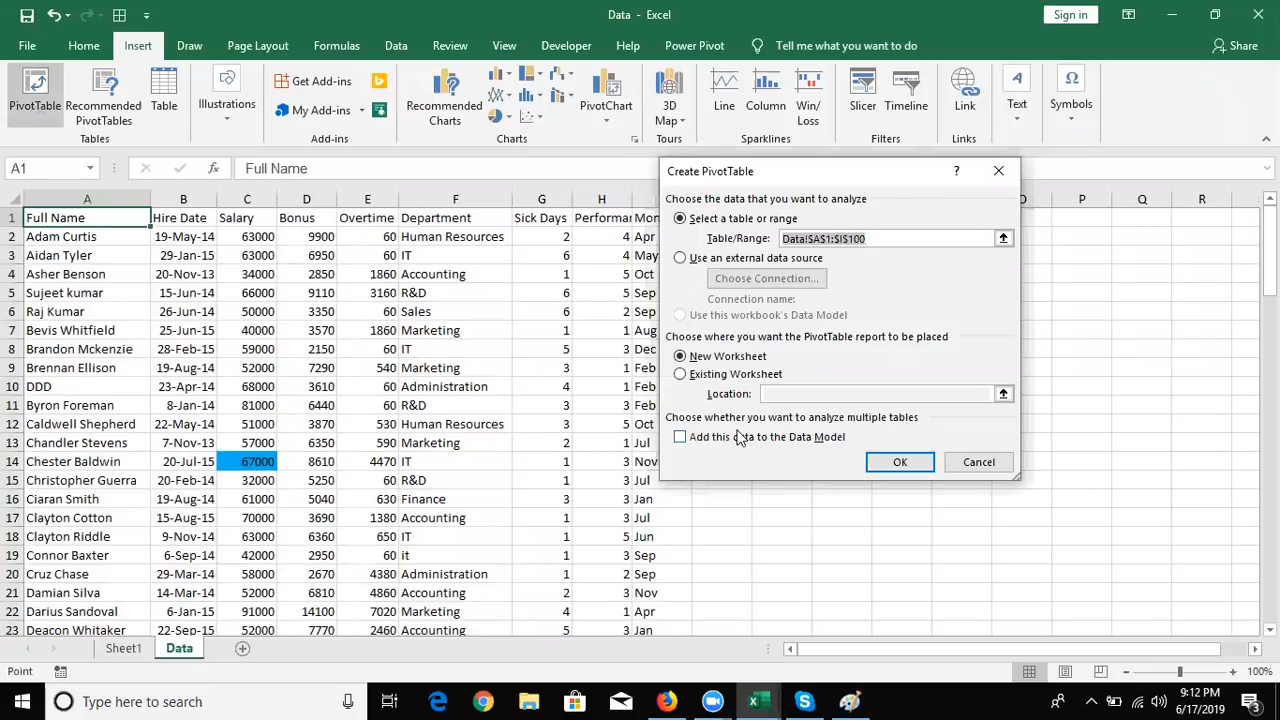 Data - Excel
Sign in
File Home Insert Draw Page Layout Formulas Data Review View Developer Help Power Pivot Tell me what you want to do Share
PivotTable Recommended PivotTables Table
Illustrations
Get Add-ins
My Add-ins
Recommended Charts
PivotChart
3D Map
Line Column Win/Loss
Slicer Timeline
Link
Text
Symbols
Tables Add-ins Charts Tours Sparklines Filters Links
A1 fx Full Name
Create PivotTable ?
Choose the data that you want to analyze
Select a table or range
Table/Range: Data!$A$1:$I$100
Use an external data source
Choose Connection...
Connection name:
Use this workbook's Data Model
Choose where you want the PivotTable report to be placed
New Worksheet
Existing Worksheet
Location:
Choose whether you want to analyze multiple tables
Add this data to the Data Model
OK Cancel
A B C D E F G H P Q R
1 Full Name Hire Date Salary Bonus Overtime Department Sick Days Performan Mon
2 Adam Curtis 19-May-14 63000 9900 60 Human Resources 2 4 Apr
3 Aidan Tyler 29-Jan-15 63000 6950 60 IT 6 4 May
4 Asher Benson 20-Nov-13 34000 2850 1860 Accounting 1 5 Oct
5 Sujeet kumar 15-Jun-14 66000 9110 3160 R&D 6 5 Sep
6 Raj Kumar 26-Jun-14 50000 3350 60 Sales 6 2 Sep
7 Bevis Whitfield 25-Jun-15 40000 3570 1860 Marketing 1 1 Aug
8 Brandon Mckenzie 28-Feb-15 59000 2150 60 IT 5 3 Dec
9 Brennan Ellison 19-Aug-14 52000 7290 540 Marketing 3 1 Feb
10 DDD 23-Apr-14 68000 3610 60 Administration 4 1 Feb
11 Byron Foreman 8-Jan-14 81000 6440 60 R&D 3 3 Feb
12 Caldwell Shepherd 22-May-14 51000 3870 530 Human Resources 3 5 Oct
13 Chandler Stevens 7-Nov-13 57000 6350 590 Marketing 2 1 Jul
14 Chester Baldwin 20-Jul-15 67000 8610 4470 IT 1 3 Nov
15 Christopher Guerra 20-Feb-14 32000 5250 60 R&D 1 3 Jul
16 Ciaran Smith 19-Aug-14 61000 5040 630 Finance 3 3 Jan
17 Clayton Cotton 15-Aug-15 70000 3690 1380 Accounting 1 3 Jul
18 Clayton Riddle 9-Nov-14 63000 6360 650 IT 1 5 Jun
19 Connor Baxter 6-Sep-14 42000 2950 60 it 1 3 Sep
20 Cruz Chase 29-Mar-14 58000 2670 4380 Administration 1 2 Sep
21 Damian Silva 14-Mar-14 52000 6810 4860 Accounting 2 3 Nov
22 Darius Sandoval 6-Jan-15 91000 14100 7020 Marketing 4 1 Apr
23 Deacon Whitaker 22-Sep-15 52000 7770 2460 Accounting 5 3 Jan
Sheet1 Data
Point 100%
Type here to search
9:12 PM
6/17/2019
3